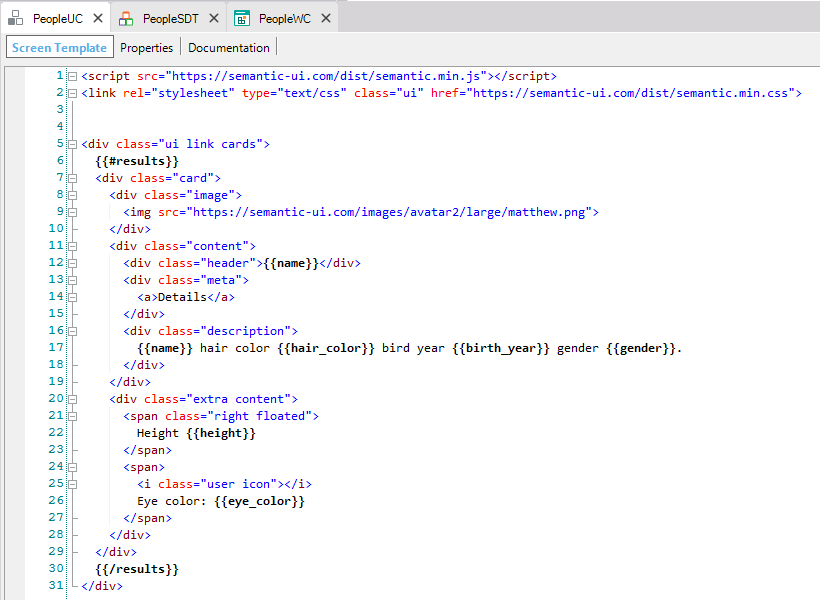 PeopleUC PeopleSDT PeopleWC
Screen Template Properties Documentation
1 <script src="https://semantic-ui.com/dist/semantic.min.js"></script>
2 <link rel="stylesheet" type="text/css" class="ui" href="https://semantic-ui.com/dist/semantic.min.css">
3
4
5 <div class="ui link cards">
6 {{#results}}
7 <div class="card">
8 <div class="image">
9 <img src="https://semantic-ui.com/images/avatar2/large/matthew.png">
10 </div>
11 <div class="content">
12 <div class="header">{{name}}</div>
13 <div class="meta">
14 <a>Details</a>
15 </div>
16 <div class="description">
17 {{name}} hair color {{hair_color}} bird year {{birth_year}} gender {{gender}}.
18 </div>
19 </div>
20 <div class="extra content">
21 <span class="right floated">
22 Height {{height}}
23 </span>
24 <span>
25 <i class="user icon"></i>
26 Eye color: {{eye_color}}
27 </span>
28 </div>
29 </div>
30 {{/results}}
31 </div>